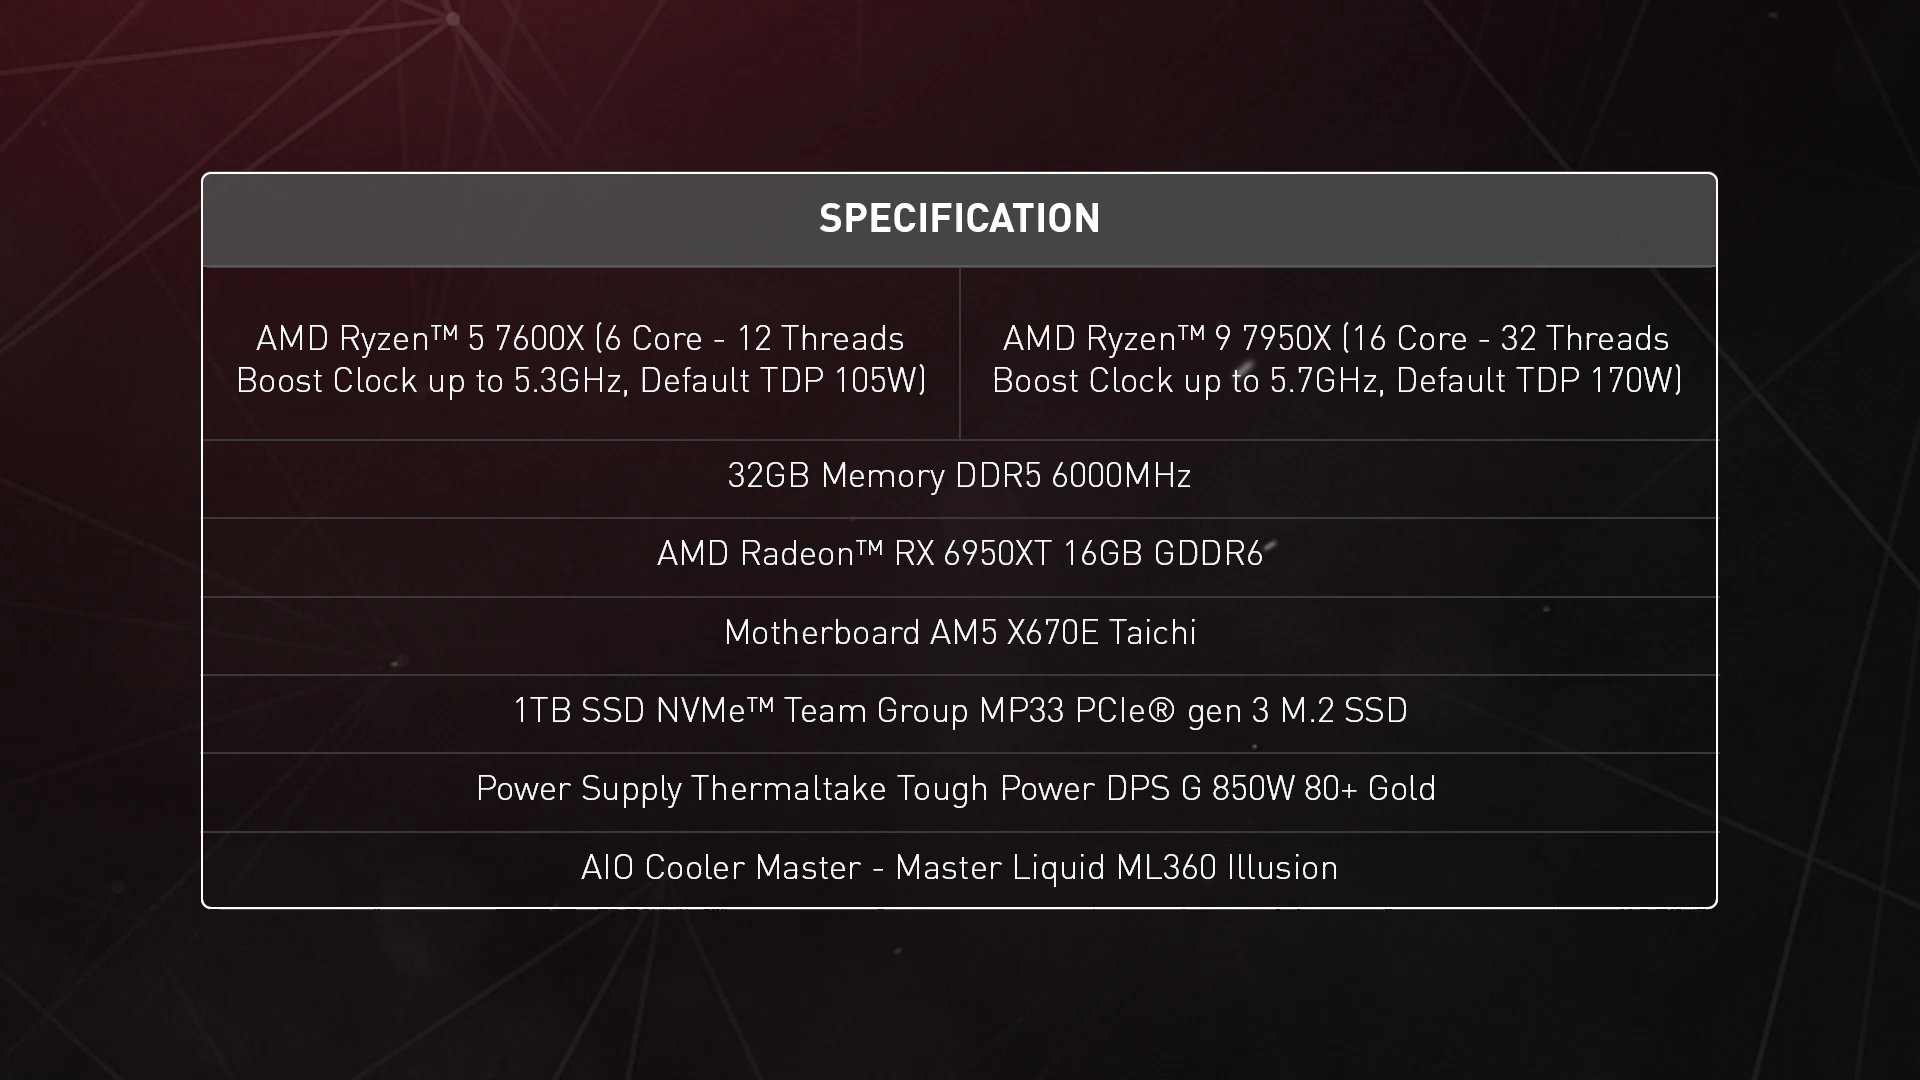 SPECIFICATION
AMD Ryzen™ 5 7600X (6 Core - 12 Threads
Boost Clock up to 5.3GHz, Default TDP 105W)
AMD Ryzen™ 9 7950X (16 Core - 32 Threads
Boost Clock up to 5.7GHz, Default TDP 170W)
32GB Memory DDR5 6000MHz
AMD Radeon™ RX 6950XT 16GB GDDR6
Motherboard AM5 X670E Taichi
1TB SSD NVMe™ Team Group MP33 PCIe® gen 3 M.2 SSD
Power Supply Thermaltake Tough Power DPS G 850W 80+ Gold
AIO Cooler Master - Master Liquid ML360 Illusion